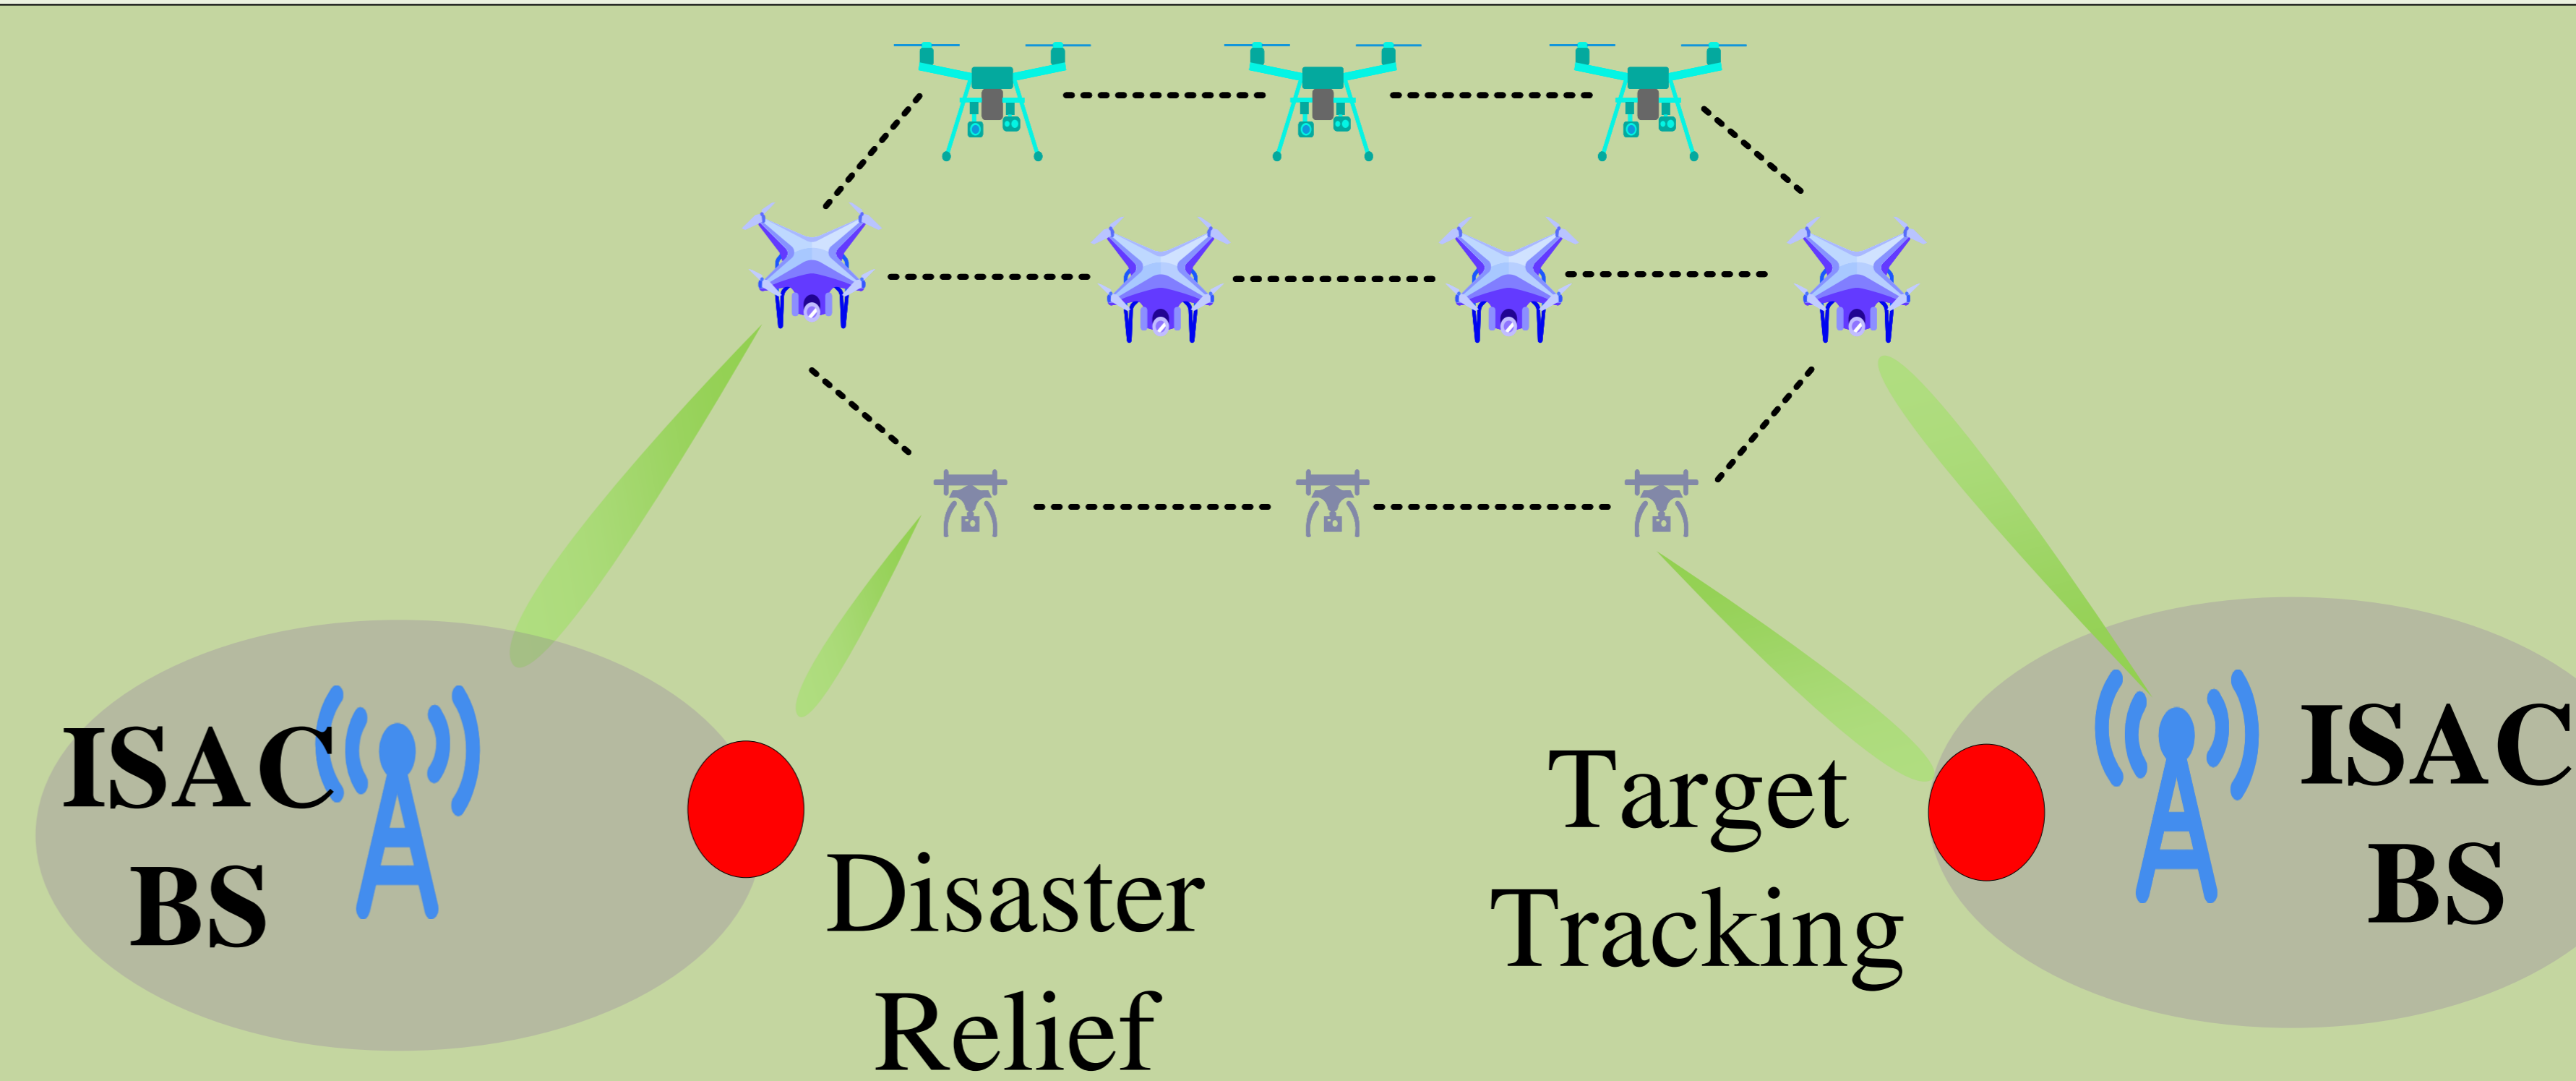 ISAC
BS
Disaster
Relief
Target
Tracking
ISAC
BS